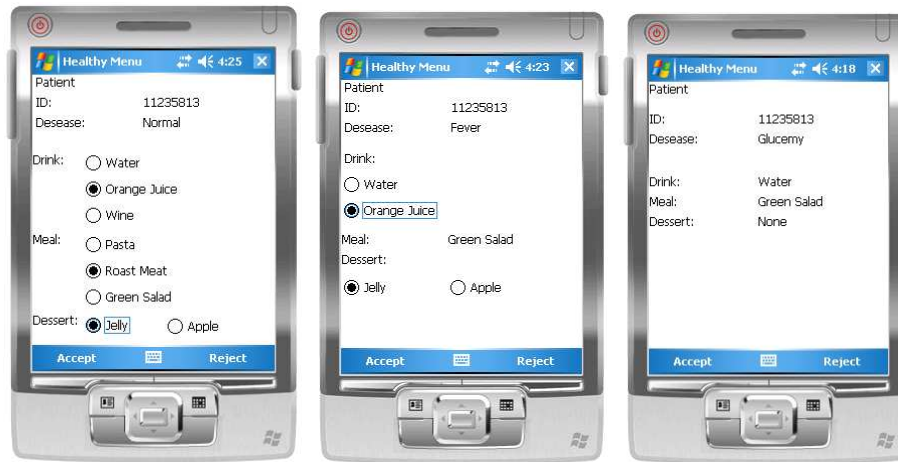 Healthy Menu 4:25
Patient
ID: 11235813
Desease: Normal
Drink: Water
Orange Juice
Wine
Meal: Pasta
Roast Meat
Green Salad
Dessert: Jelly Apple
Accept Reject
Healthy Menu 4:23
Patient
ID: 11235813
Desease: Fever
Drink:
Water
Orange Juice
Meal: Green Salad
Dessert:
Jelly Apple
Accept Reject
Healthy Menu 4:18
Patient
ID: 11235813
Desease: Glucemy
Drink: Water
Meal: Green Salad
Dessert: None
Accept Reject